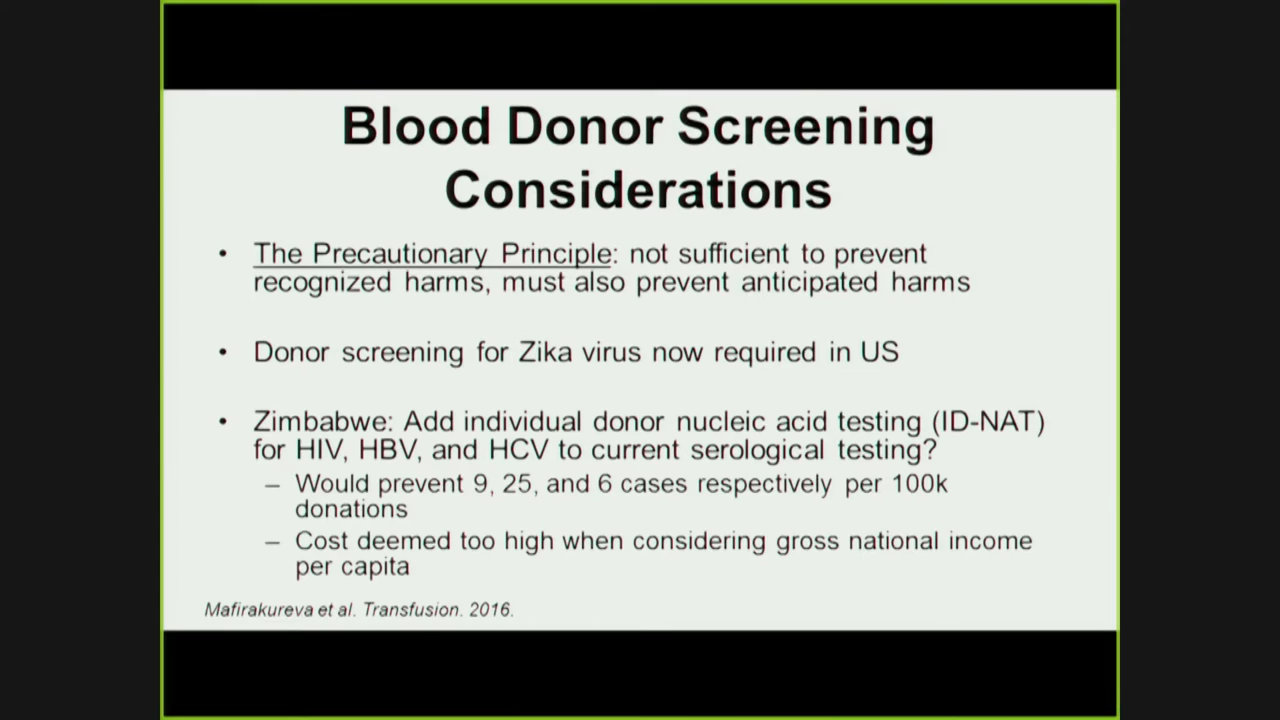 Blood Donor Screening
Considerations
• The Precautionary Principle: not sufficient to prevent
recognized harms, must also prevent anticipated harms
• Donor screening for Zika virus now required in US
• Zimbabwe: Add individual donor nucleic acid testing (ID-NAT)
for HIV, HBV, and HCV to current serological testing?
– Would prevent 9, 25, and 6 cases respectively per 100k
donations
– Cost deemed too high when considering gross national income
per capita
Mafirakureva et al. Transfusion. 2016.